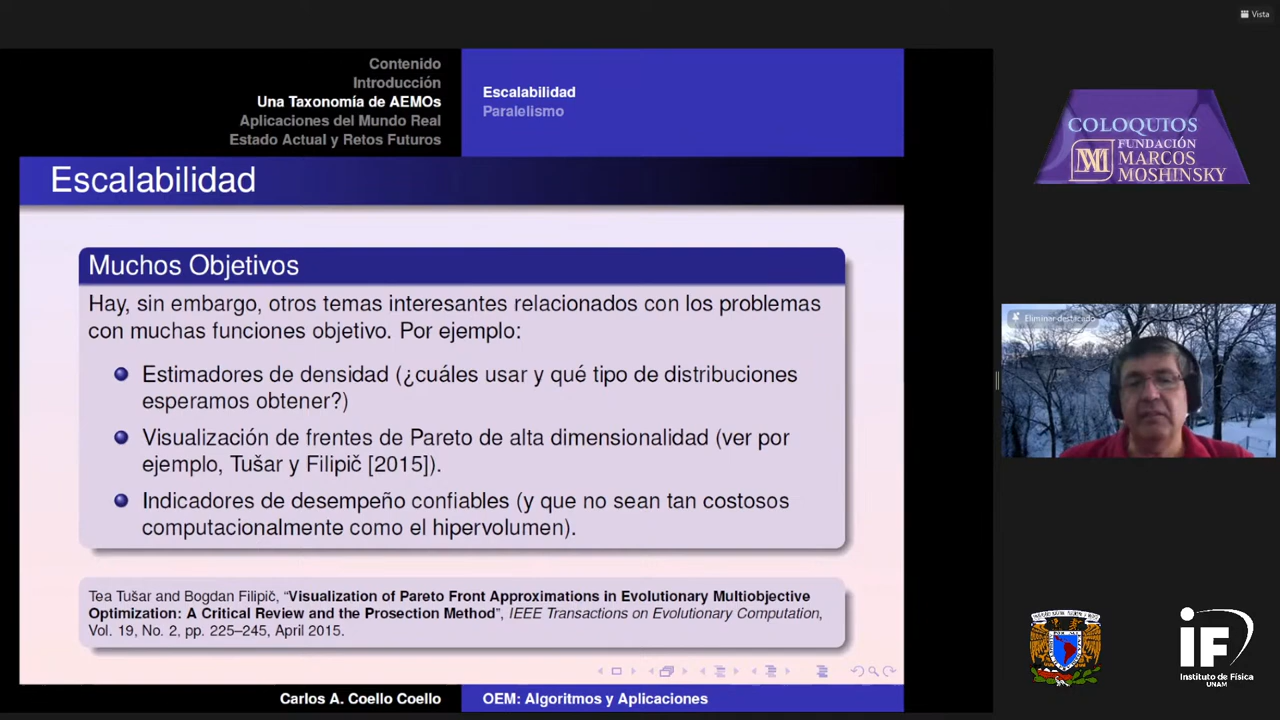 Vista
Contenido
Introducción
Una Taxonomía de AEMOs
Aplicaciones del Mundo Real
Estado Actual y Retos Futuros
Escalabilidad
Paralelismo
Escalabilidad
Muchos Objetivos
Hay, sin embargo, otros temas interesantes relacionados con los problemas
con muchas funciones objetivo. Por ejemplo:
Estimadores de densidad (¿cuáles usar y qué tipo de distribuciones
esperamos obtener?)
Visualización de frentes de Pareto de alta dimensionalidad (ver por
ejemplo, Tušar y Filipič [2015]).
Indicadores de desempeño confiables (y que no sean tan costosos
computacionalmente como el hipervolumen).
Tea Tušar and Bogdan Filipič, “Visualization of Pareto Front Approximations in Evolutionary Multiobjective
Optimization: A Critical Review and the Prosection Method”, IEEE Transactions on Evolutionary Computation,
Vol. 19, No. 2, pp. 225–245, April 2015.
Carlos A. Coello Coello
OEM: Algoritmos y Aplicaciones
COLOQUIOS
FUNDACIÓN
MARCOS
MOSHINSKY
Eliminar destacado
iF
Instituto de Física
UNAM